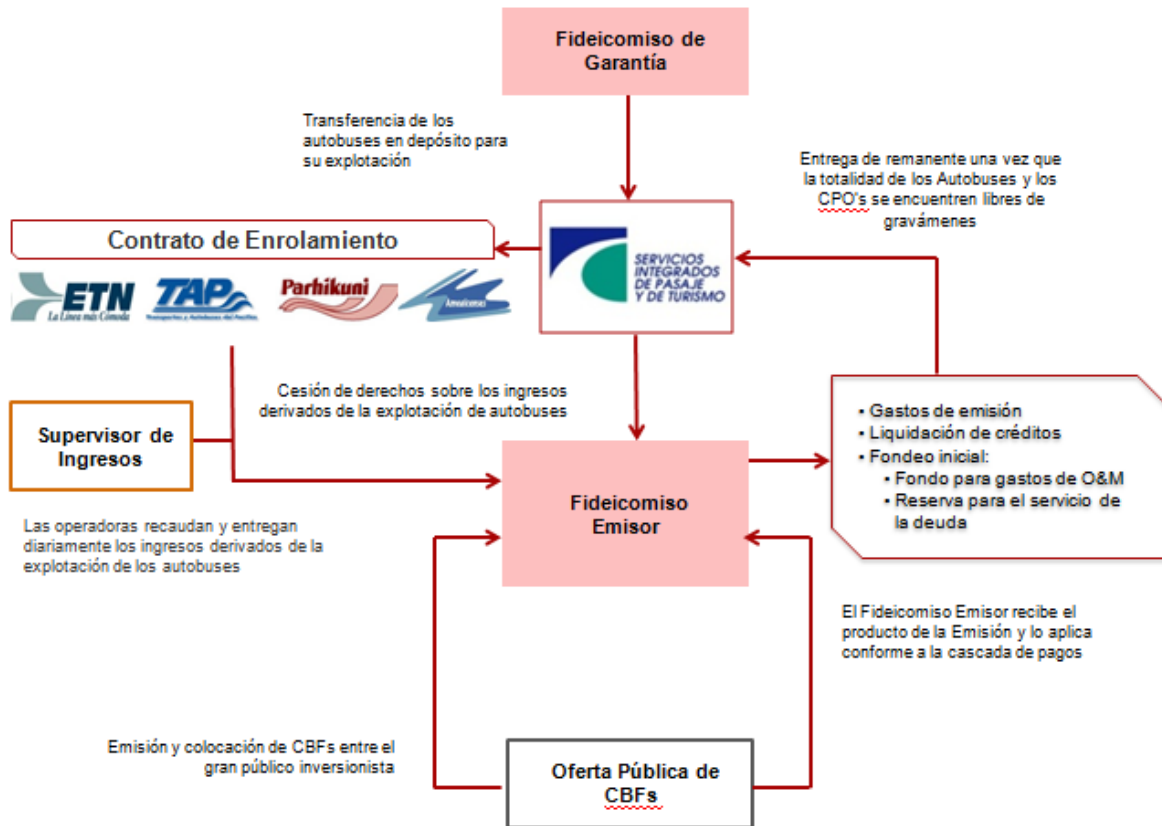 Fideicomiso de
Garantía
Transferencia de los
autobuses en depósito para
su explotación
Entrega de remanente una vez que
la totalidad de los Autobuses y los
CPO's se encuentren libres de
gravámenes
Contrato de Enrolamiento
ETN
La Línea más Cómoda
TAP
Transportes y Autobuses del Pacífico
Parhikuni
SERVICIOS
INTEGRADOS
DE PASAJE
Y DE TURISMO
Cesión de derechos sobre los ingresos
derivados de la explotación de autobuses
Supervisor de
Ingresos
Las operadoras recaudan y entregan
diariamente los ingresos derivados de la
explotación de los autobuses
Fideicomiso
Emisor
▪ Gastos de emisión
▪ Liquidación de créditos
▪ Fondeo inicial:
▪ Fondo para gastos de O&M
▪ Reserva para el servicio de
la deuda
El Fideicomiso Emisor recibe el
producto de la Emisión y lo aplica
conforme a la cascada de pagos
Emisión y colocación de CBFs entre el
gran público inversionista
Oferta Pública de
CBFs